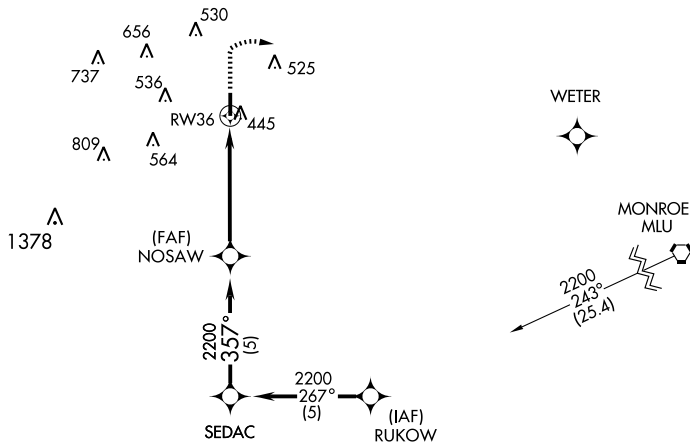 530
656
737
525
536
RW36
445
WETER
809
564
MONROE
MLU
1378
(FAF)
NOSAW
2200
243°
(25.4)
2200
357°
(5)
2200
267°
(5)
SEDAC
(IAF)
RUKOW